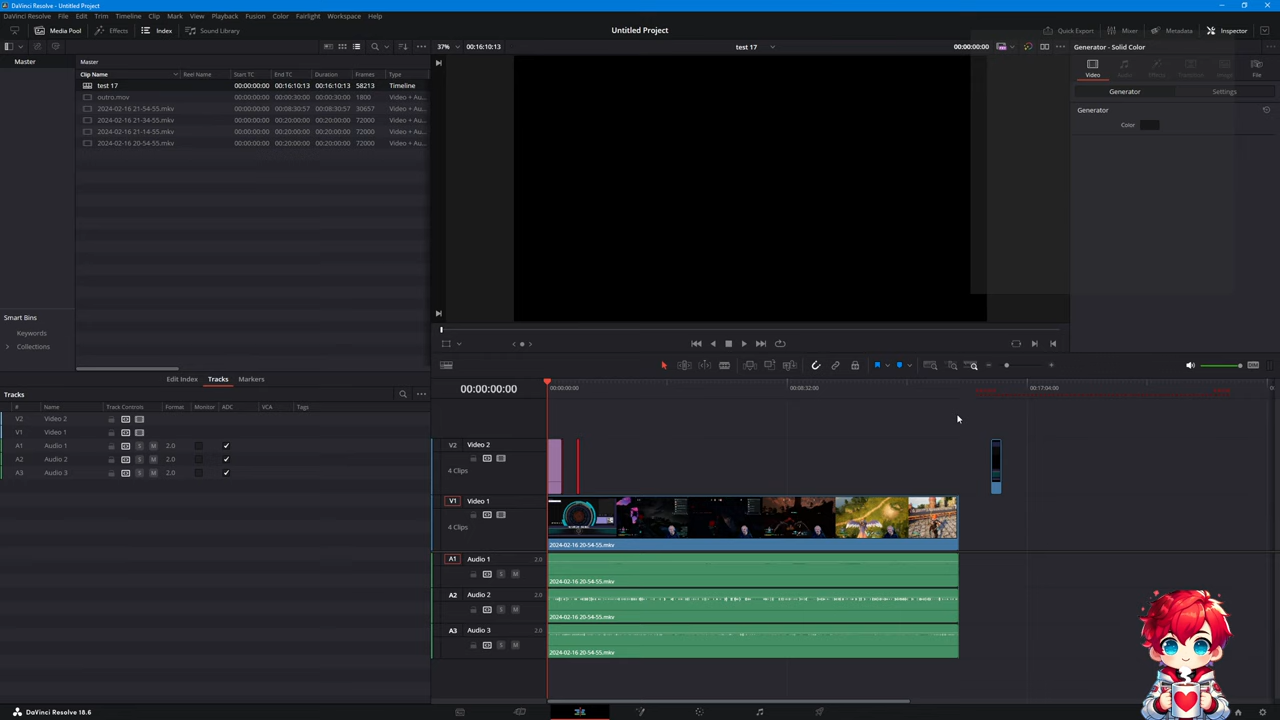 DaVinci Resolve - Untitled Project
DaVinci Resolve File Edit Trim Timeline Clip Mark View Playback Fusion Color Fairlight Workspace Help
Media Pool Effects Index Sound Library Untitled Project Quick Export Mixer Metadata Inspector
37% 00:16:10:13 test 17 00:00:00:00 Generator - Solid Color
Master
Master
Clip Name Reel Name Start TC End TC Duration Frames Type
test 17 00:00:00:00 00:16:10:13 00:16:10:13 58213 Timeline
outro.mov 00:00:00:00 00:00:30:00 00:00:30:00 1800 Video + Au...
2024-02-16 21-54-55.mkv 00:00:00:00 00:08:30:57 00:08:30:57 30657 Video + Au...
2024-02-16 21-34-55.mkv 00:00:00:00 00:20:00:00 00:20:00:00 72000 Video + Au...
2024-02-16 21-14-55.mkv 00:00:00:00 00:20:00:00 00:20:00:00 72000 Video + Au...
2024-02-16 20-54-55.mkv 00:00:00:00 00:20:00:00 00:20:00:00 72000 Video + Au...
Video Audio Effects Transition Image File
Generator Settings
Generator
Color
Smart Bins
Keywords
Collections
Edit Index Tracks Markers
Tracks
# Name Track Controls Format Monitor ADC VCA Tags
V2 Video 2
V1 Video 1
A1 Audio 1 S M 2.0
A2 Audio 2 S M 2.0
A3 Audio 3 S M 2.0
DIM
00:00:00:00 00:00:00:00 00:08:32:00 00:17:04:00
V2 Video 2
4 Clips
V1 Video 1
4 Clips
2024-02-16 20-54-55.mkv
A1 Audio 1 2.0
S M
2024-02-16 20-54-55.mkv
A2 Audio 2 2.0
S M
2024-02-16 20-54-55.mkv
A3 Audio 3 2.0
S M
2024-02-16 20-54-55.mkv
DaVinci Resolve 18.6